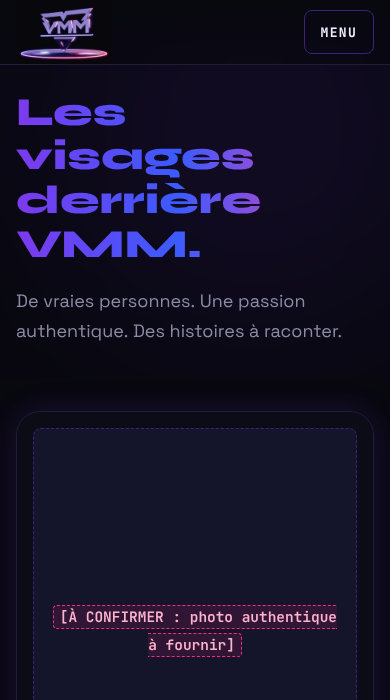 VMM
MENU
Les
visages
derrière
VMM.
De vraies personnes. Une passion
authentique. Des histoires à raconter.
[À CONFIRMER : photo authentique
à fournir]